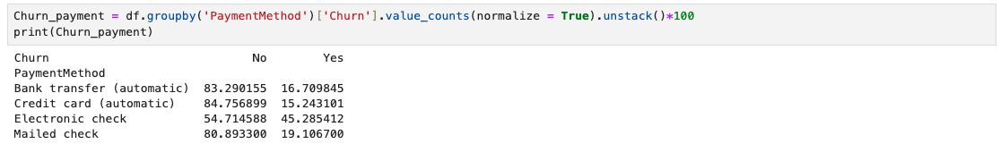 Churn_payment = df.groupby('PaymentMethod')['Churn'].value_counts(normalize = True).unstack()*100
print(Churn_payment)
Churn No Yes
PaymentMethod
Bank transfer (automatic) 83.290155 16.709845
Credit card (automatic) 84.756899 15.243101
Electronic check 54.714588 45.285412
Mailed check 80.893300 19.106700